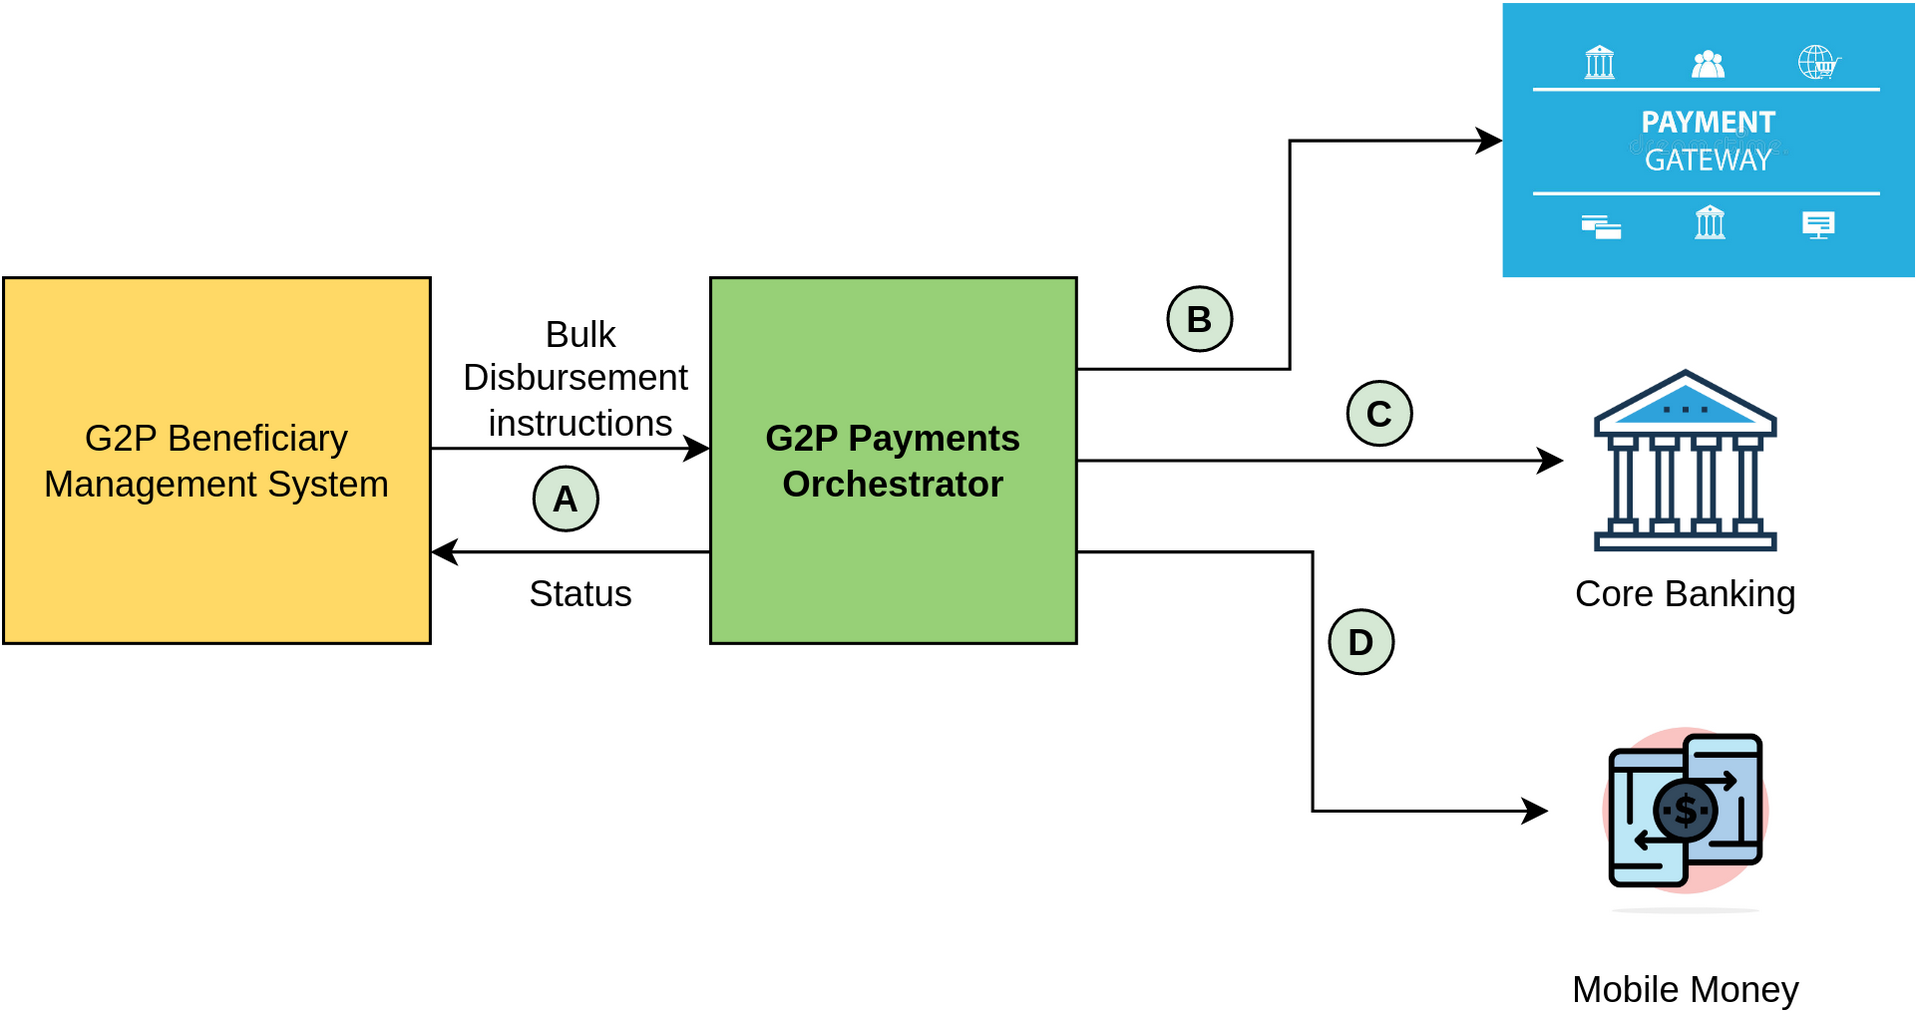 PAYMENT
GATEWAY
B
Bulk
Disbursement
instructions
C
G2P Beneficiary
Management System
G2P Payments
Orchestrator
A
Status
Core Banking
D
$
Mobile Money